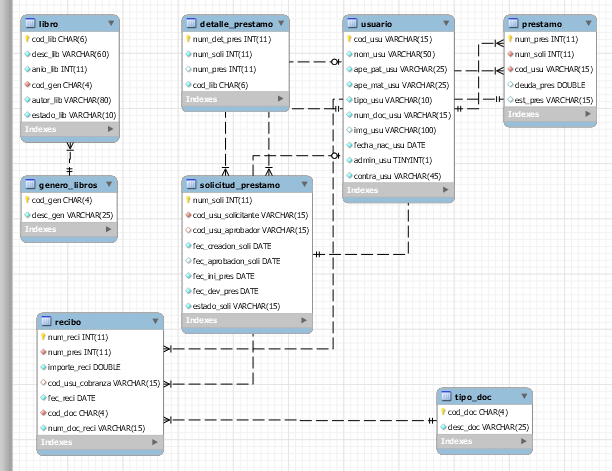 libro
cod_lib CHAR(6)
desc_lib VARCHAR(60)
anio_lib INT(11)
cod_gen CHAR(4)
autor_lib VARCHAR(80)
estado_lib VARCHAR(10)
Indexes
detalle_prestamo
num_det_pres INT(11)
num_soli INT(11)
num_pres INT(11)
cod_lib CHAR(6)
Indexes
usuario
cod_usu VARCHAR(15)
nom_usu VARCHAR(50)
ape_pat_usu VARCHAR(25)
ape_mat_usu VARCHAR(25)
tipo_usu VARCHAR(10)
num_doc_usu VARCHAR(15)
img_usu VARCHAR(100)
fecha_nac_usu DATE
admin_usu TINYINT(1)
contra_usu VARCHAR(45)
Indexes
prestamo
num_pres INT(11)
num_soli INT(11)
cod_usu VARCHAR(15)
deuda_pres DOUBLE
est_pres VARCHAR(15)
Indexes
genero_libros
cod_gen CHAR(4)
desc_gen VARCHAR(25)
Indexes
solicitud_prestamo
num_soli INT(11)
cod_usu_solicitante VARCHAR(15)
cod_usu_aprobador VARCHAR(15)
fec_creacion_soli DATE
fec_aprobacion_soli DATE
fec_ini_pres DATE
fec_dev_pres DATE
estado_soli VARCHAR(15)
Indexes
recibo
num_reci INT(11)
num_pres INT(11)
importe_reci DOUBLE
cod_usu_cobranza VARCHAR(15)
fec_reci DATE
cod_doc CHAR(4)
num_doc_reci VARCHAR(15)
Indexes
tipo_doc
cod_doc CHAR(4)
desc_doc VARCHAR(25)
Indexes